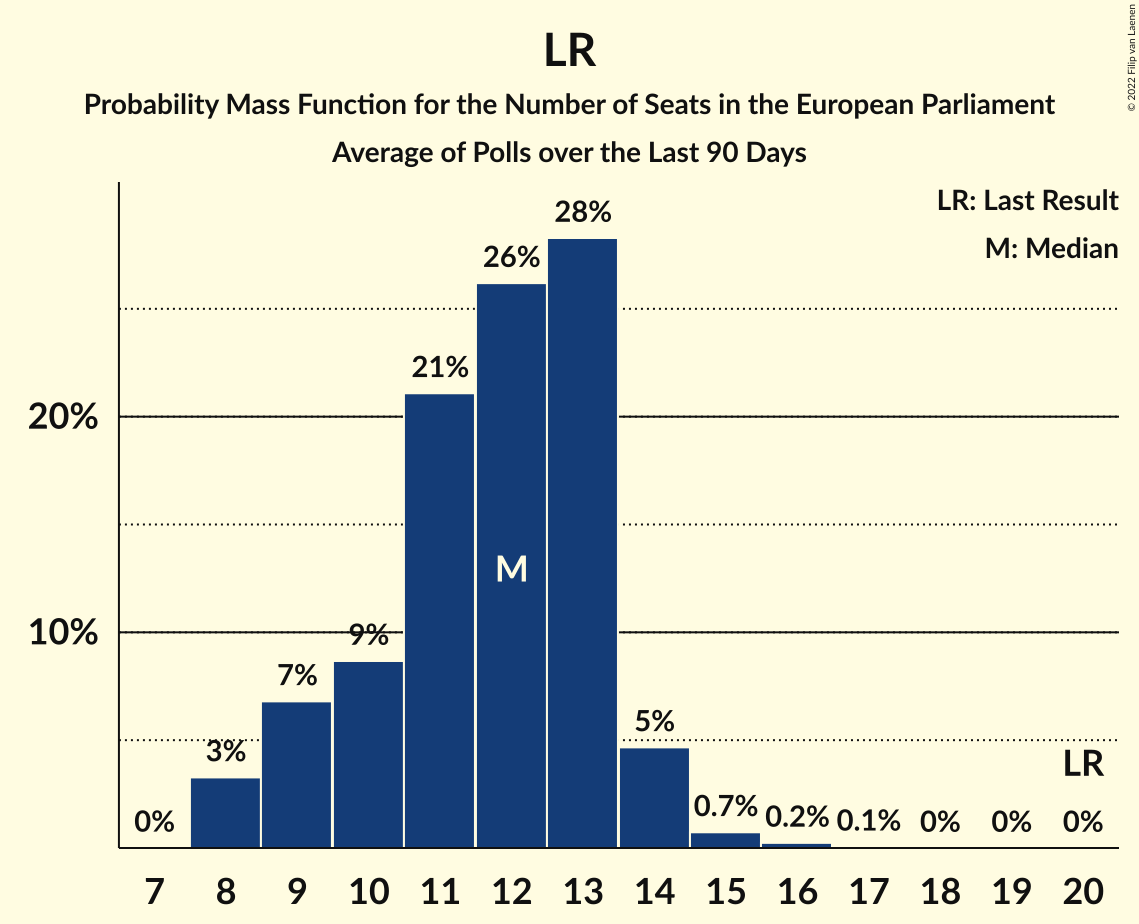 LR
Probability Mass Function for the Number of Seats in the European Parliament
Average of Polls over the Last 90 Days
© 2022 Filip van Laenen
LR: Last Result
M: Median
28%
26%
21%
20%
M
10%
9%
7%
5%
3%
LR
0%
0.7%
0.2%
0.1%
0%
0%
0%
7 8 9 10 11 12 13 14 15 16 17 18 19 20